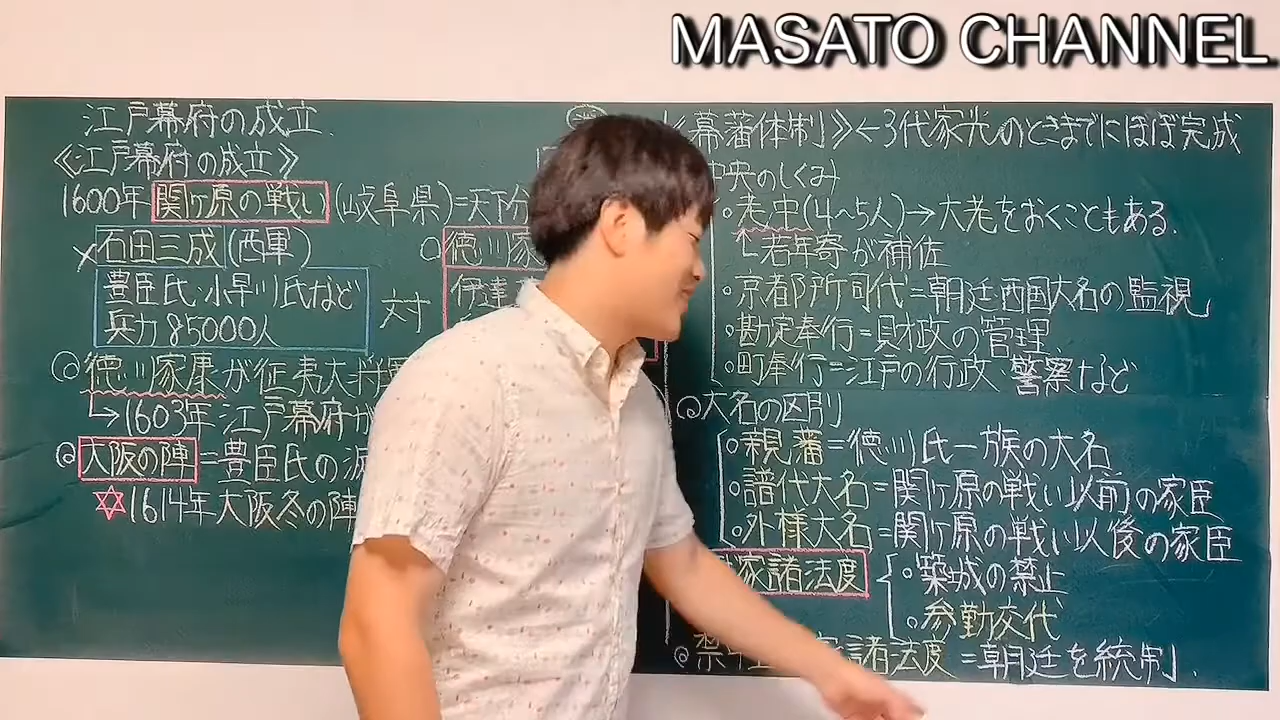 MASATO CHANNEL
江戸幕府の成立
《江戸幕府の成立》
1600年 関ヶ原の戦い(岐阜県)=天下分
×石田三成(西軍)
豊臣氏・小早川氏など
兵力85000人
対
○徳川家
伊達
◎徳川家康が征夷大将軍
↳1603年 江戸幕府が
◎大阪の陣=豊臣氏の滅
✡1614年大阪冬の陣
《幕藩体制》←3代家光のときまでにほぼ完成
中央のしくみ
○老中(4〜5人)→大老をおくこともある.
↳若年寄が補佐
○京都所司代=朝廷・西国大名の監視
○勘定奉行=財政の管理
○町奉行=江戸の行政・警察など
◎大名の区別
○親藩=徳川氏一族の大名
○譜代大名=関ヶ原の戦い以前の家臣
○外様大名=関ヶ原の戦い以後の家臣
家諸法度
○築城の禁止
○参勤交代
◎禁中 諸法度=朝廷を統制.